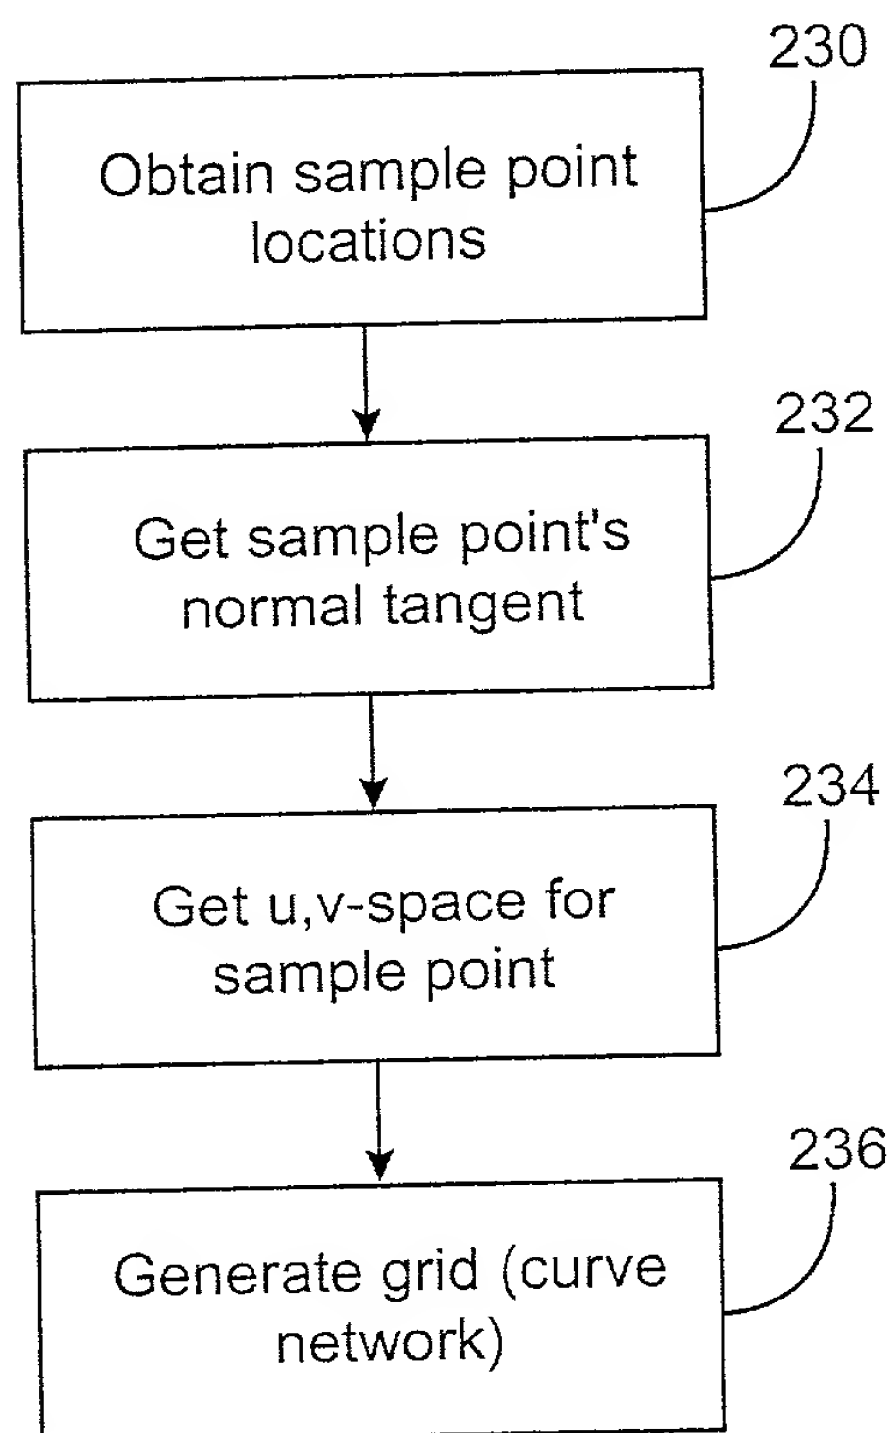 230
Obtain sample point
locations
232
Get sample point's
normal tangent
234
Get u,v-space for
sample point
236
Generate grid (curve
network)